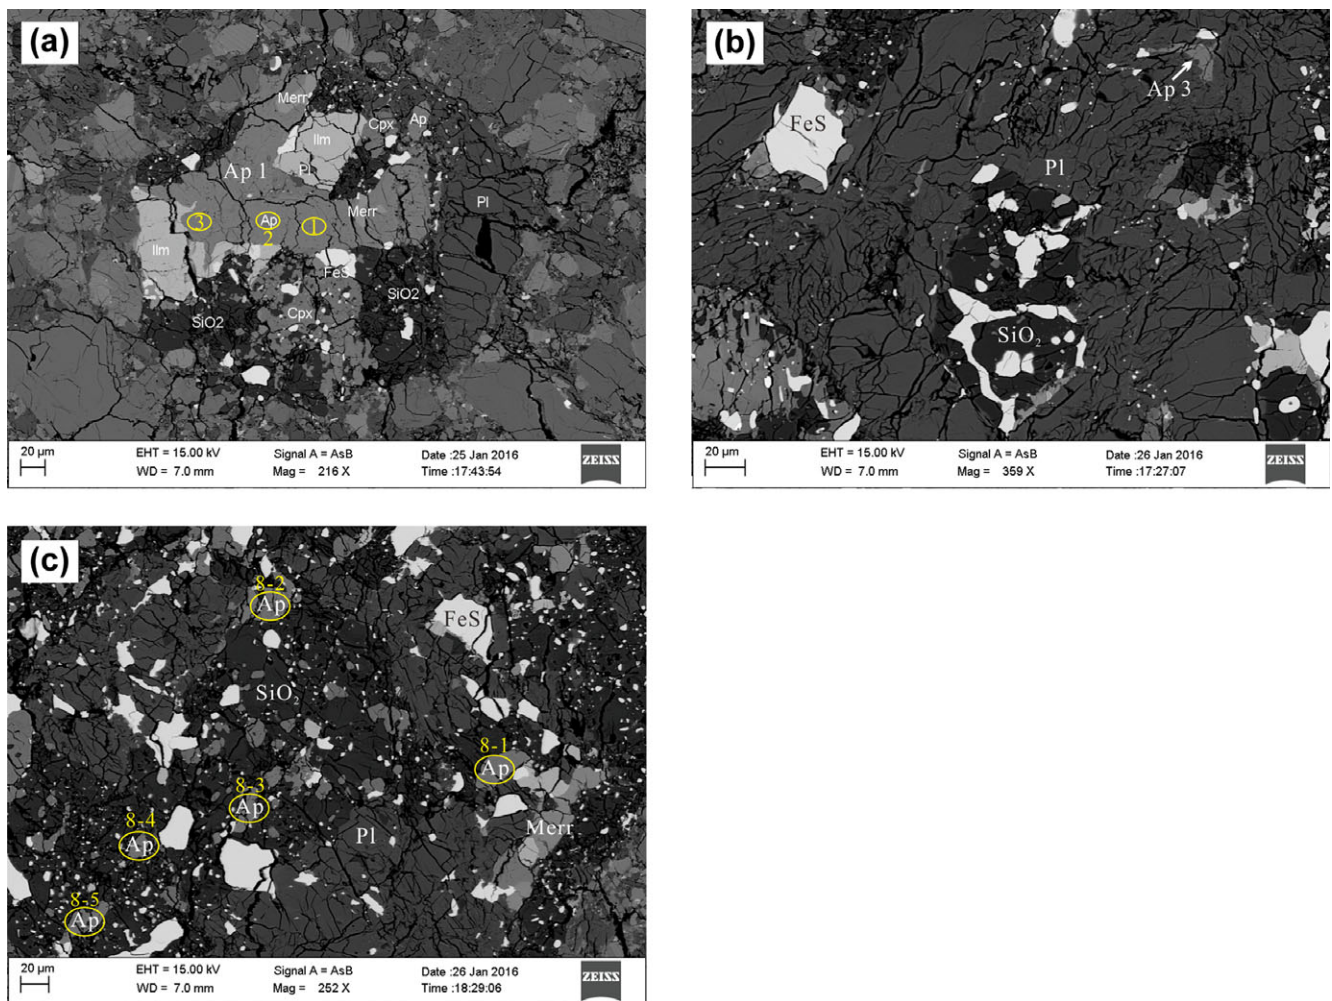 (a)
Merr
Ilm
Cpx
Ap
Ap 1
Pl
Pl
3
Ap
2
1
Merr
Ilm
FeS
SiO2
Cpx
SiO2
20 µm
EHT = 15.00 kV
Signal A = AsB
Date :25 Jan 2016
WD = 7.0 mm
Mag = 216 X
Time :17:43:54
ZEISS
(b)
Ap 3
FeS
Pl
SiO₂
20 µm
EHT = 15.00 kV
Signal A = AsB
Date :26 Jan 2016
WD = 7.0 mm
Mag = 359 X
Time :17:27:07
ZEISS
(c)
8-2
Ap
FeS
SiO₂
8-1
Ap
8-3
Ap
8-4
Ap
Pl
Merr
8-5
Ap
20 µm
EHT = 15.00 kV
Signal A = AsB
Date :26 Jan 2016
WD = 7.0 mm
Mag = 252 X
Time :18:29:06
ZEISS